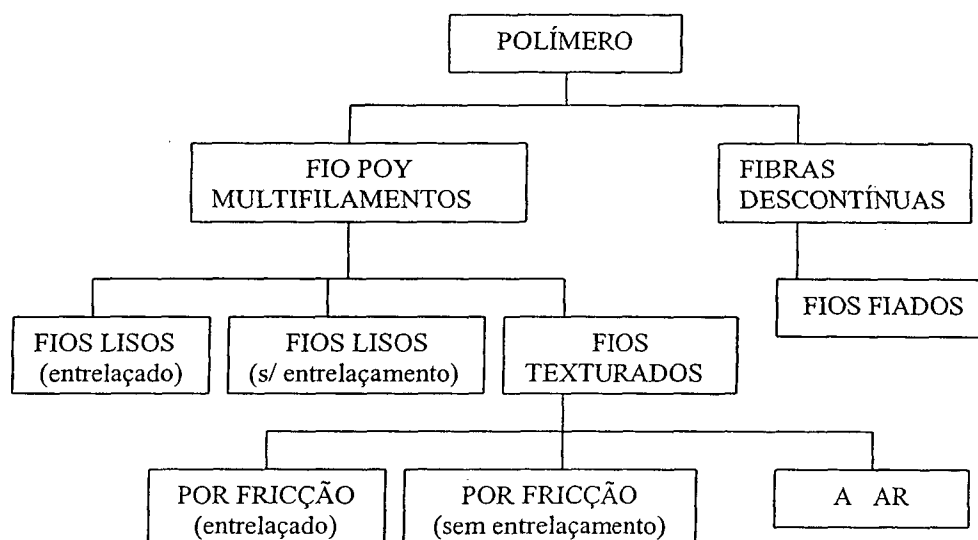 POLÍMERO
FIO POY
MULTIFILAMENTOS
FIBRAS
DESCONTÍNUAS
FIOS FIADOS
FIOS LISOS
(entrelaçado)
FIOS LISOS
(s/ entrelaçamento)
FIOS
TEXTURADOS
POR FRICÇÃO
(entrelaçado)
POR FRICÇÃO
(sem entrelaçamento)
A AR